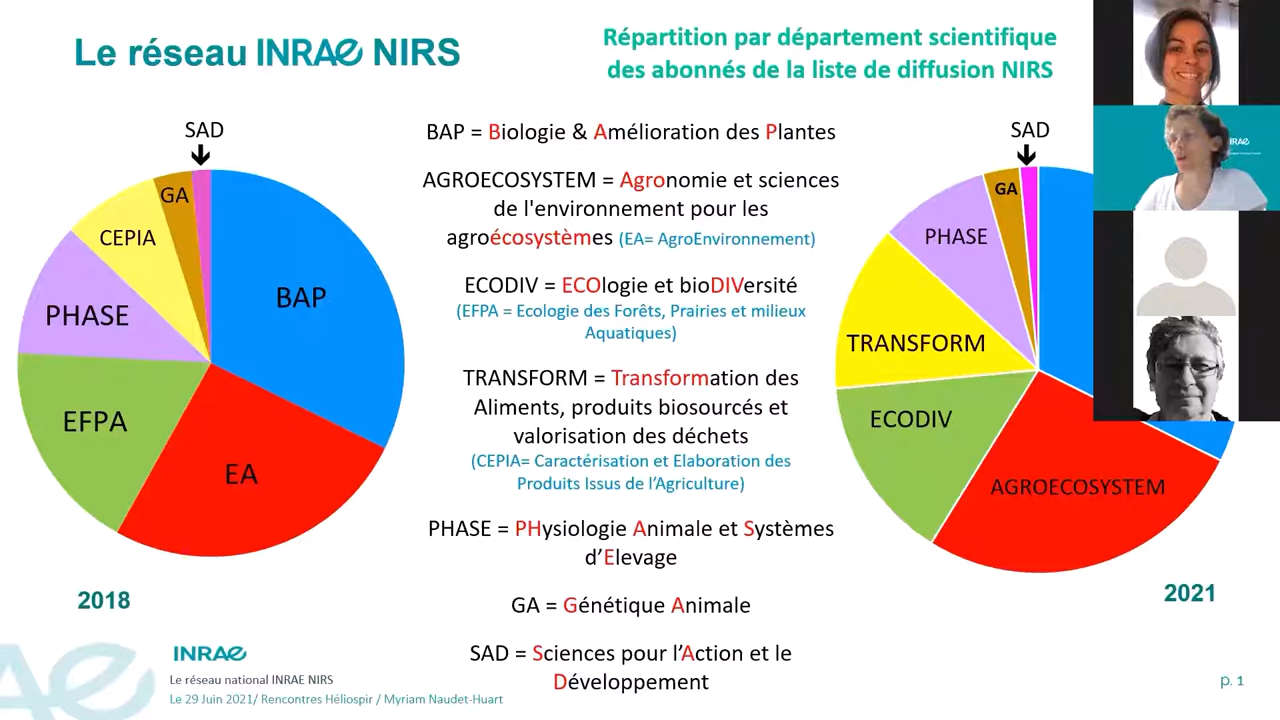 Le réseau INRAE NIRS
Répartition par département scientifique
des abonnés de la liste de diffusion NIRS
SAD
GA
CEPIA
PHASE
BAP
EFPA
EA
2018
BAP = Biologie & Amélioration des Plantes
AGROECOSYSTEM = Agronomie et sciences
de l'environnement pour les
agroécosystèmes (EA= AgroEnvironnement)
ECODIV = ECOlogie et bioDIVersité
(EFPA = Ecologie des Forêts, Prairies et milieux
Aquatiques)
TRANSFORM = Transformation des
Aliments, produits biosourcés et
valorisation des déchets
(CEPIA= Caractérisation et Elaboration des
Produits Issus de l'Agriculture)
PHASE = PHysiologie Animale et Systèmes
d'Elevage
GA = Génétique Animale
SAD = Sciences pour l'Action et le
Développement
SAD
GA
PHASE
TRANSFORM
ECODIV
AGROECOSYSTEM
2021
INRAE
Le réseau national INRAE NIRS
Le 29 Juin 2021/ Rencontres Héliospir / Myriam Naudet-Huart
p. 1